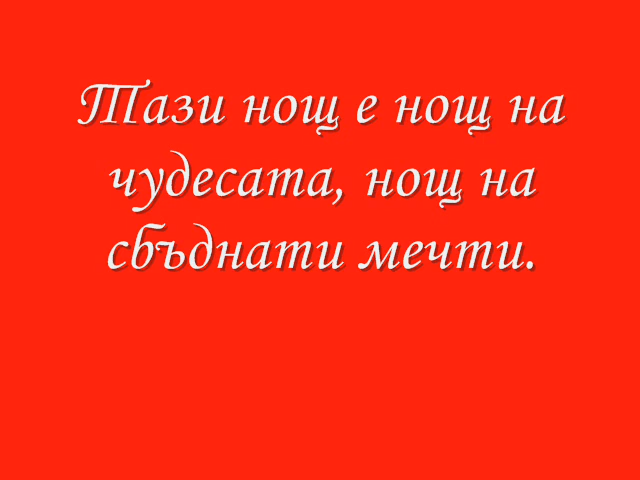 Тази нощ е нощ на
чудесата, нощ на
сбъднати мечти.